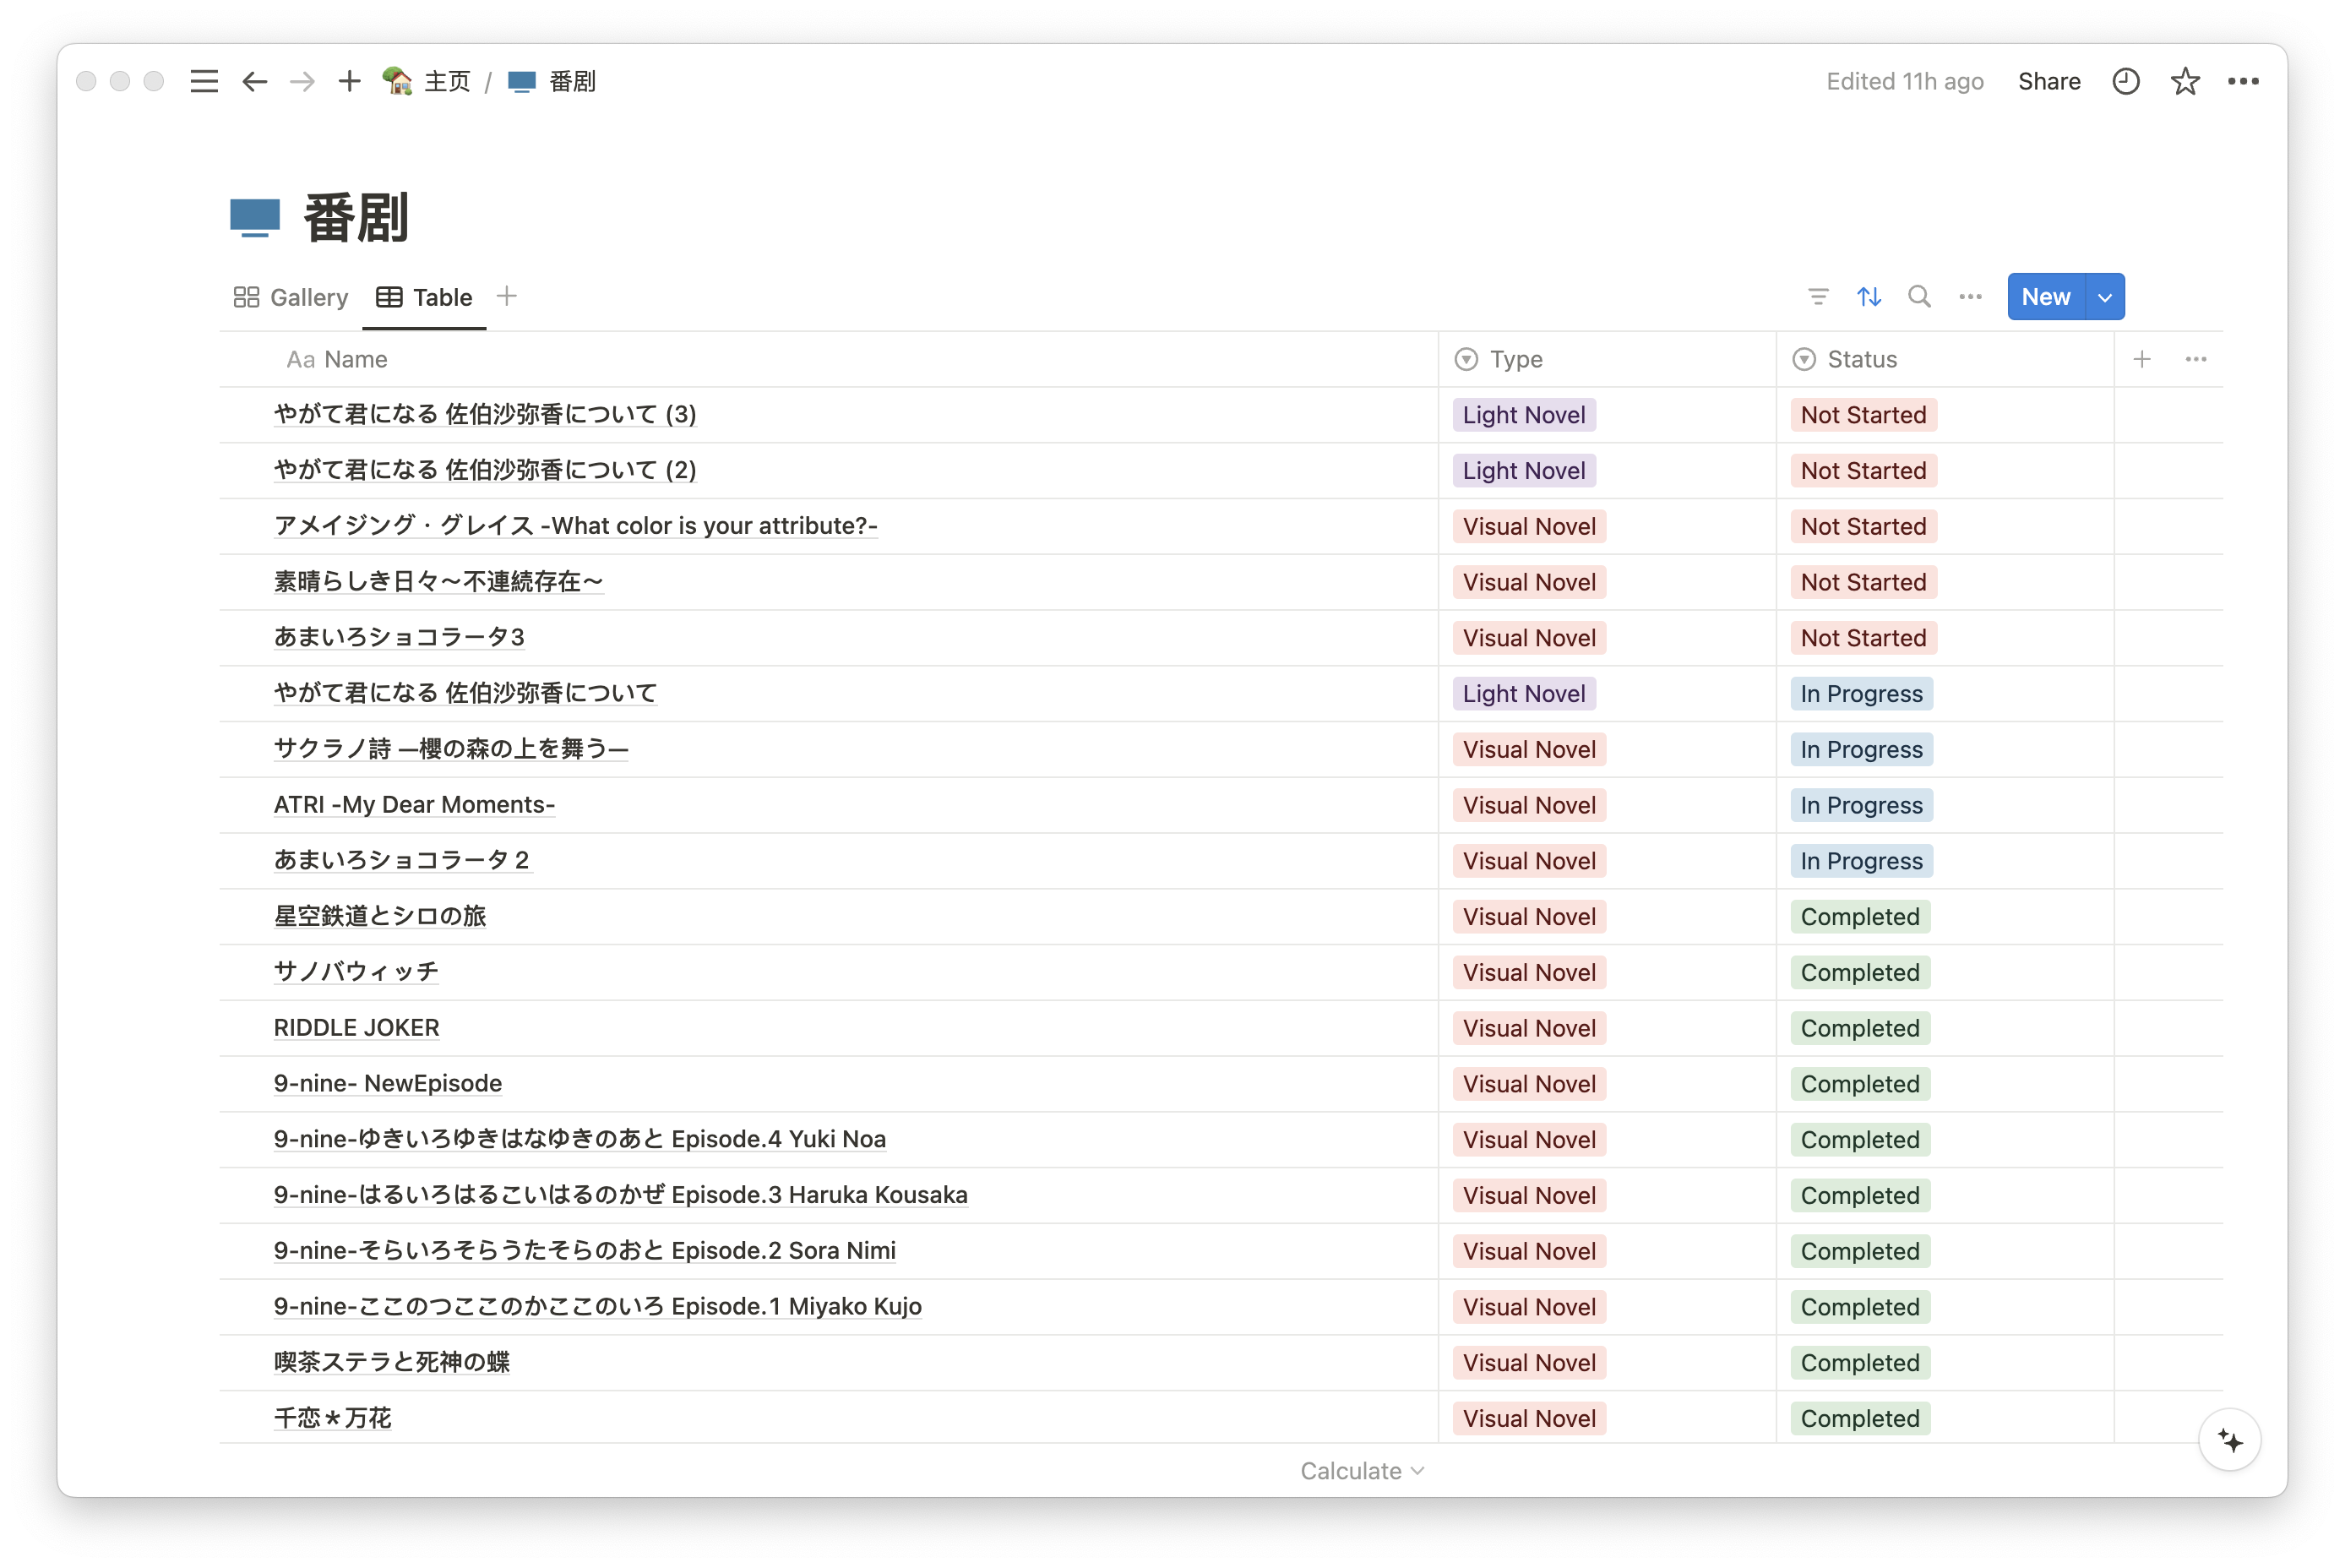 主页 / 番剧
Edited 11h ago Share
番剧
Gallery Table
New
Aa Name Type Status
やがて君になる 佐伯沙弥香について (3) Light Novel Not Started
やがて君になる 佐伯沙弥香について (2) Light Novel Not Started
アメイジング・グレイス -What color is your attribute?- Visual Novel Not Started
素晴らしき日々〜不連続存在〜 Visual Novel Not Started
あまいろショコラータ3 Visual Novel Not Started
やがて君になる 佐伯沙弥香について Light Novel In Progress
サクラノ詩 —櫻の森の上を舞う— Visual Novel In Progress
ATRI -My Dear Moments- Visual Novel In Progress
あまいろショコラータ２ Visual Novel In Progress
星空鉄道とシロの旅 Visual Novel Completed
サノバウィッチ Visual Novel Completed
RIDDLE JOKER Visual Novel Completed
9-nine- NewEpisode Visual Novel Completed
9-nine-ゆきいろゆきはなゆきのあと Episode.4 Yuki Noa Visual Novel Completed
9-nine-はるいろはるこいはるのかぜ Episode.3 Haruka Kousaka Visual Novel Completed
9-nine-そらいろそらうたそらのおと Episode.2 Sora Nimi Visual Novel Completed
9-nine-ここのつここのかここのいろ Episode.1 Miyako Kujo Visual Novel Completed
喫茶ステラと死神の蝶 Visual Novel Completed
千恋＊万花 Visual Novel Completed
Calculate